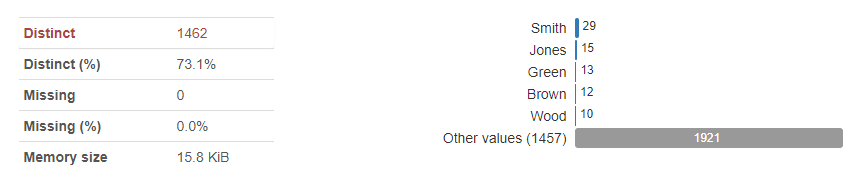 Distinct 1462
Distinct (%) 73.1%
Missing 0
Missing (%) 0.0%
Memory size 15.8 KiB
Smith 29
Jones 15
Green 13
Brown 12
Wood 10
Other values (1457) 1921